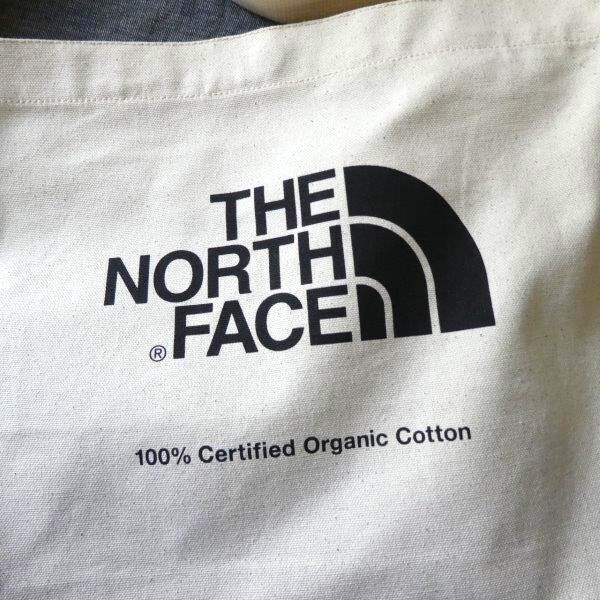 THE
NORTH
® FACE
100% Certified Organic Cotton